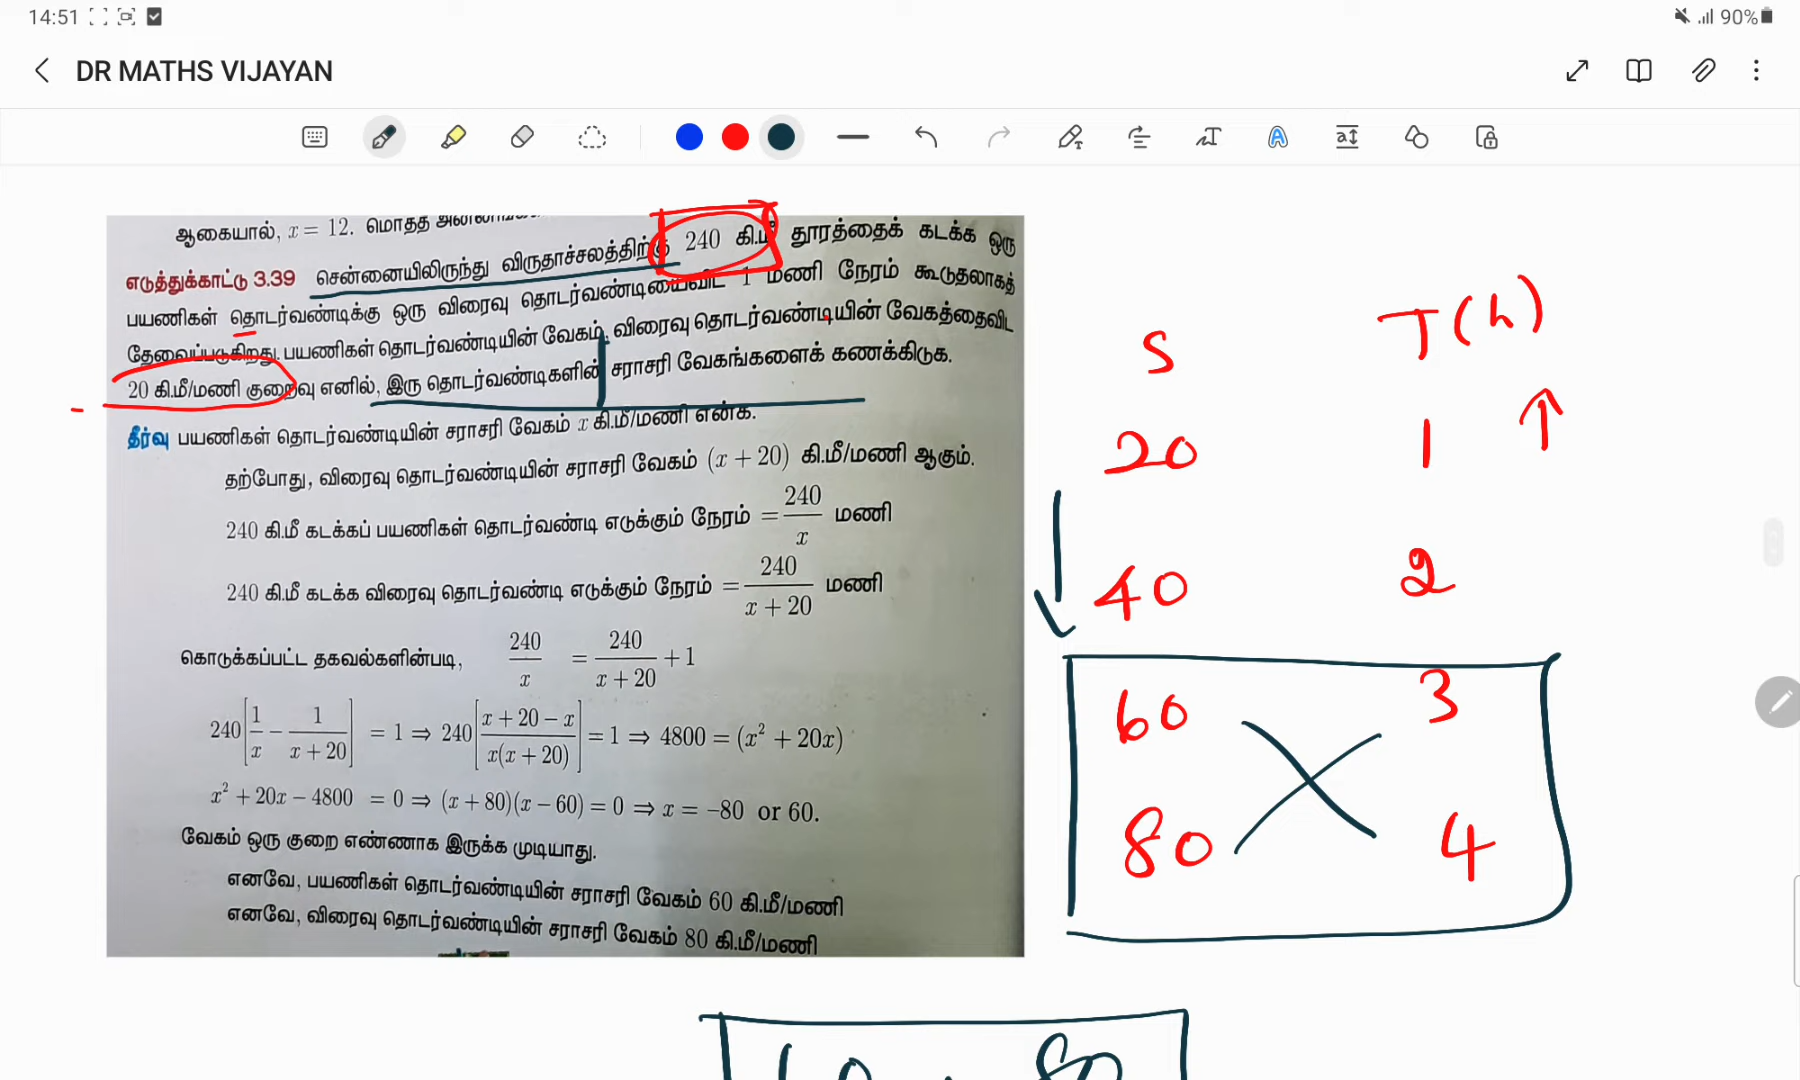 14:51
90%
DR MATHS VIJAYAN
ஆகையால், x = 12. மொத்த
எடுத்துக்காட்டு 3.39 சென்னையிலிருந்து விருதாச்சலத்திற்கு 240 கி.மீ தூரத்தைக் கடக்க ஒரு
பயணிகள் தொடர்வண்டிக்கு ஒரு விரைவு தொடர்வண்டியைவிட 1 மணி நேரம் கூடுதலாகத்
தேவைப்படுகிறது. பயணிகள் தொடர்வண்டியின் வேகம், விரைவு தொடர்வண்டியின் வேகத்தைவிட
20 கி.மீ/மணி குறைவு எனில், இரு தொடர்வண்டிகளின் சராசரி வேகங்களைக் கணக்கிடுக.
தீர்வு பயணிகள் தொடர்வண்டியின் சராசரி வேகம் x கி.மீ/மணி என்க.
தற்போது, விரைவு தொடர்வண்டியின் சராசரி வேகம் (x + 20) கி.மீ/மணி ஆகும்.
240 கி.மீ கடக்கப் பயணிகள் தொடர்வண்டி எடுக்கும் நேரம் = 240/x மணி
240 கி.மீ கடக்க விரைவு தொடர்வண்டி எடுக்கும் நேரம் = 240/(x + 20) மணி
கொடுக்கப்பட்ட தகவல்களின்படி, 240/x = 240/(x + 20) + 1
240[1/x − 1/(x + 20)] = 1 ⇒ 240[(x + 20 − x)/(x(x + 20))] = 1 ⇒ 4800 = (x² + 20x)
x² + 20x − 4800 = 0 ⇒ (x + 80)(x − 60) = 0 ⇒ x = −80 or 60.
வேகம் ஒரு குறை எண்ணாக இருக்க முடியாது.
எனவே, பயணிகள் தொடர்வண்டியின் சராசரி வேகம் 60 கி.மீ/மணி
எனவே, விரைவு தொடர்வண்டியின் சராசரி வேகம் 80 கி.மீ/மணி
S T(h)
20 1
40 2
60 3
80 4